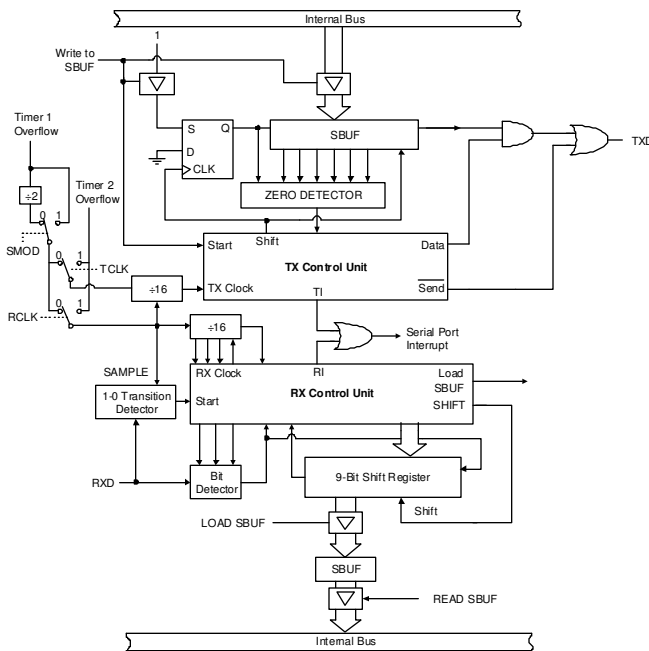 Internal Bus
1
Write to
SBUF
Timer 1
Overflow
S Q
D
CLK
SBUF
TXD
÷2
Timer 2
Overflow
ZERO DETECTOR
0 1
SMOD
Shift
Start
Data
TX Control Unit
0 1
TCLK
÷16
TX Clock
TI
Send
0 1
RCLK
÷16
Serial Port
Interrupt
SAMPLE
RX Clock
RI
Load
SBUF
1-0 Transition
Detector
Start
RX Control Unit
SHIFT
RXD
Bit
Detector
9-Bit Shift Register
Shift
LOAD SBUF
SBUF
READ SBUF
Internal Bus